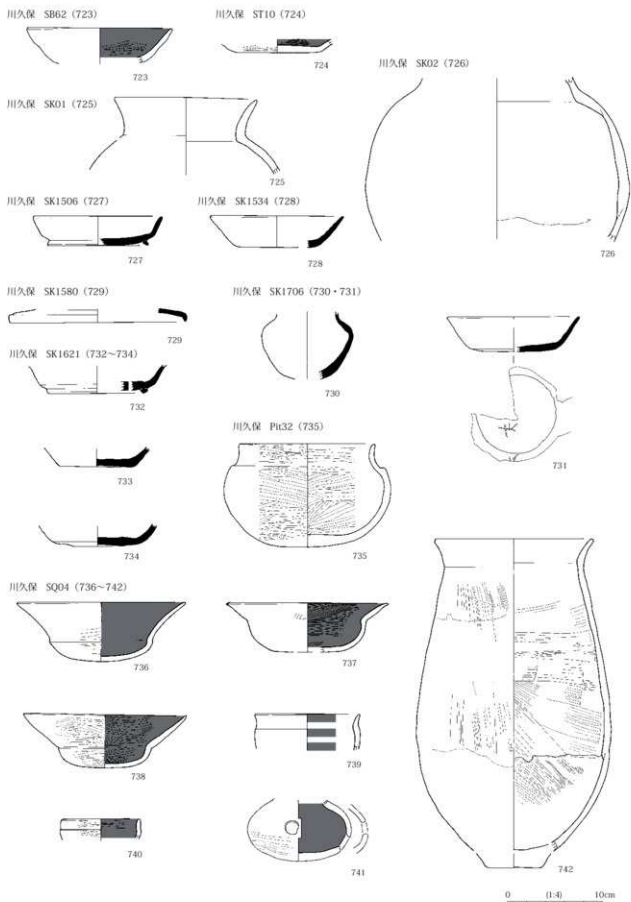 川久保 SB62 (723)
723
川久保 ST10 (724)
724
川久保 SK02 (726)
726
川久保 SK01 (725)
725
川久保 SK1506 (727)
727
川久保 SK1534 (728)
728
川久保 SK1580 (729)
729
川久保 SK1706 (730・731)
730
731
川久保 SK1621 (732～734)
732
733
734
川久保 Pit32 (735)
735
川久保 SQ04 (736～742)
736
737
738
739
740
741
742
0 (1:4) 10cm